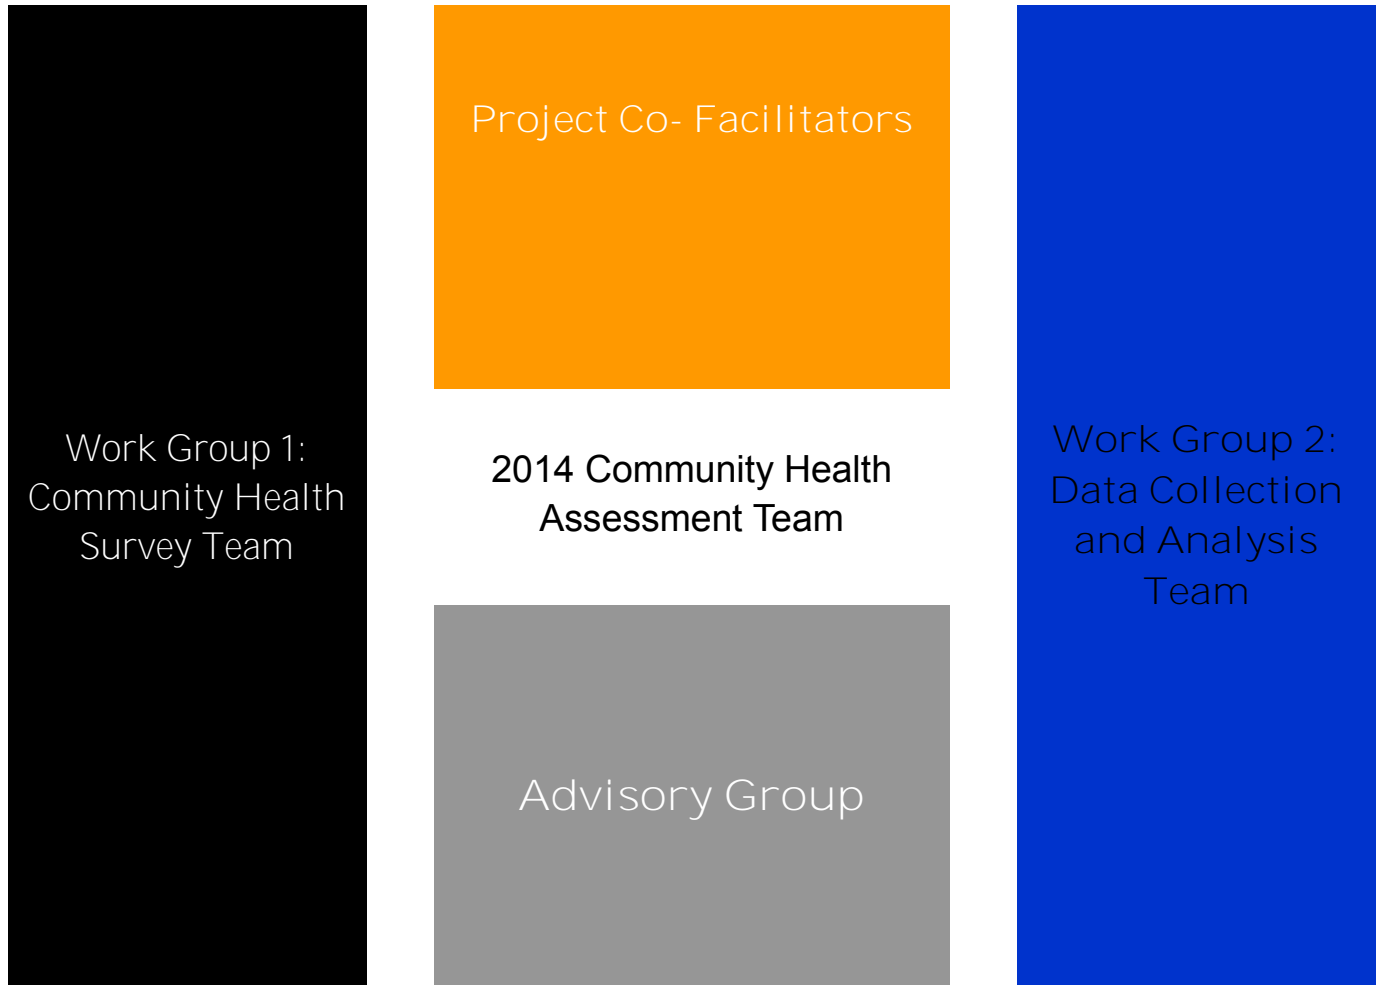 Project Co- Facilitators
Work Group 1:
Community Health
Survey Team
2014 Community Health
Assessment Team
Work Group 2:
Data Collection
and Analysis
Team
Advisory Group